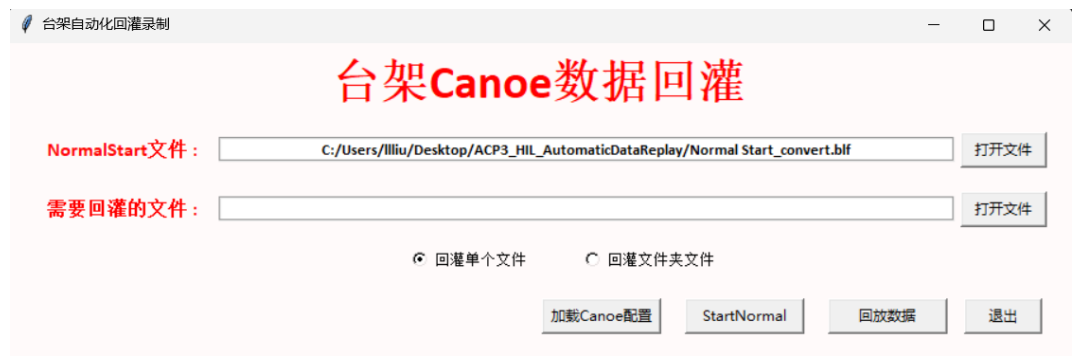 台架自动化回灌录制
台架Canoe数据回灌
NormalStart文件： C:/Users/llliu/Desktop/ACP3_HIL_AutomaticDataReplay/Normal Start_convert.blf 打开文件
需要回灌的文件： 打开文件
回灌单个文件 回灌文件夹文件
加载Canoe配置 StartNormal 回放数据 退出